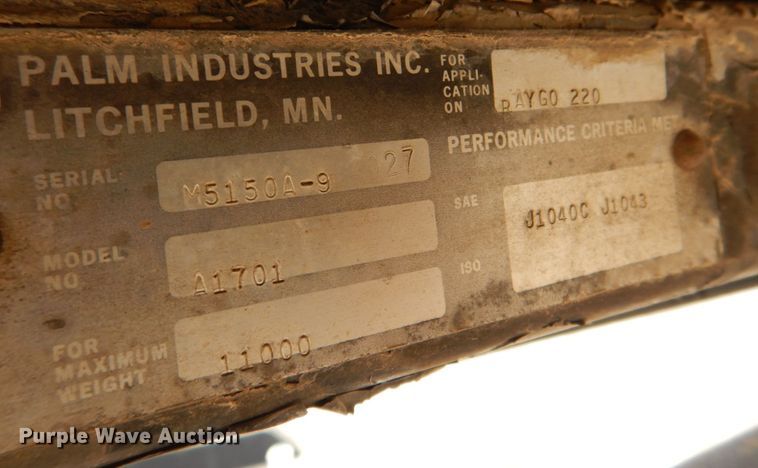 PALM INDUSTRIES INC.
LITCHFIELD, MN.
FOR
APPLI-
CATION
ON
RAYGO 220
PERFORMANCE CRITERIA MET
SERIAL
NO
M5150A-9 27
SAE
J1040C J1043
MODEL
NO
A1701
ISO
FOR
MAXIMUM
WEIGHT
11000
Purple Wave Auction